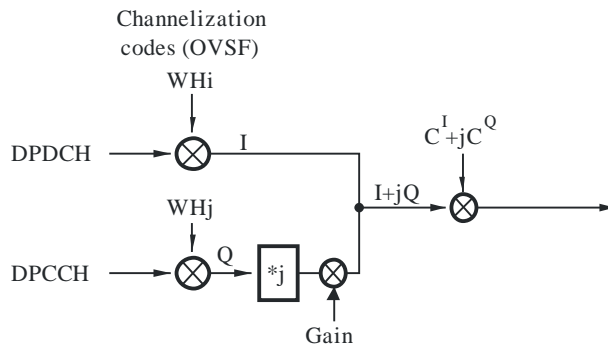 Channelization
codes (OVSF)
WHi
C^I+jC^Q
DPDCH
I
I+jQ
WHj
DPCCH
Q
*j
Gain